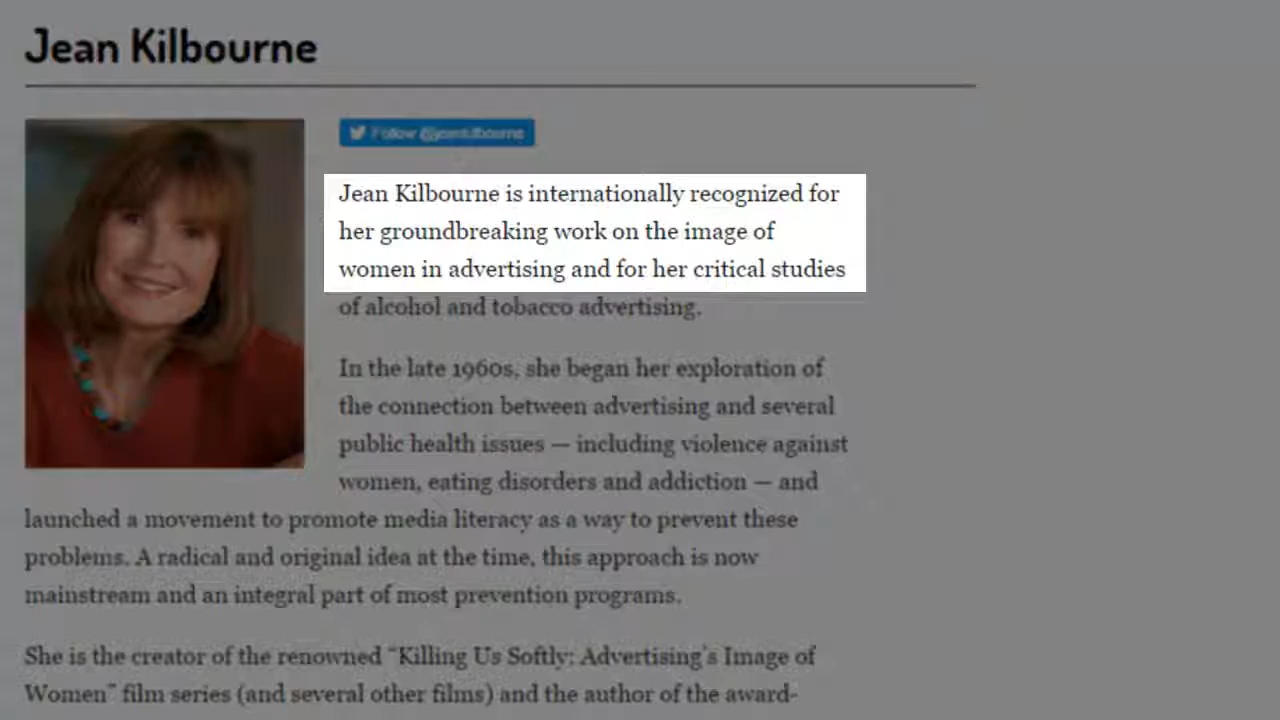 Jean Kilbourne
Follow @jeankilbourne
Jean Kilbourne is internationally recognized for
her groundbreaking work on the image of
women in advertising and for her critical studies
of alcohol and tobacco advertising.
In the late 1960s, she began her exploration of
the connection between advertising and several
public health issues — including violence against
women, eating disorders and addiction — and
launched a movement to promote media literacy as a way to prevent these
problems. A radical and original idea at the time, this approach is now
mainstream and an integral part of most prevention programs.
She is the creator of the renowned “Killing Us Softly: Advertising’s Image of
Women” film series (and several other films) and the author of the award-